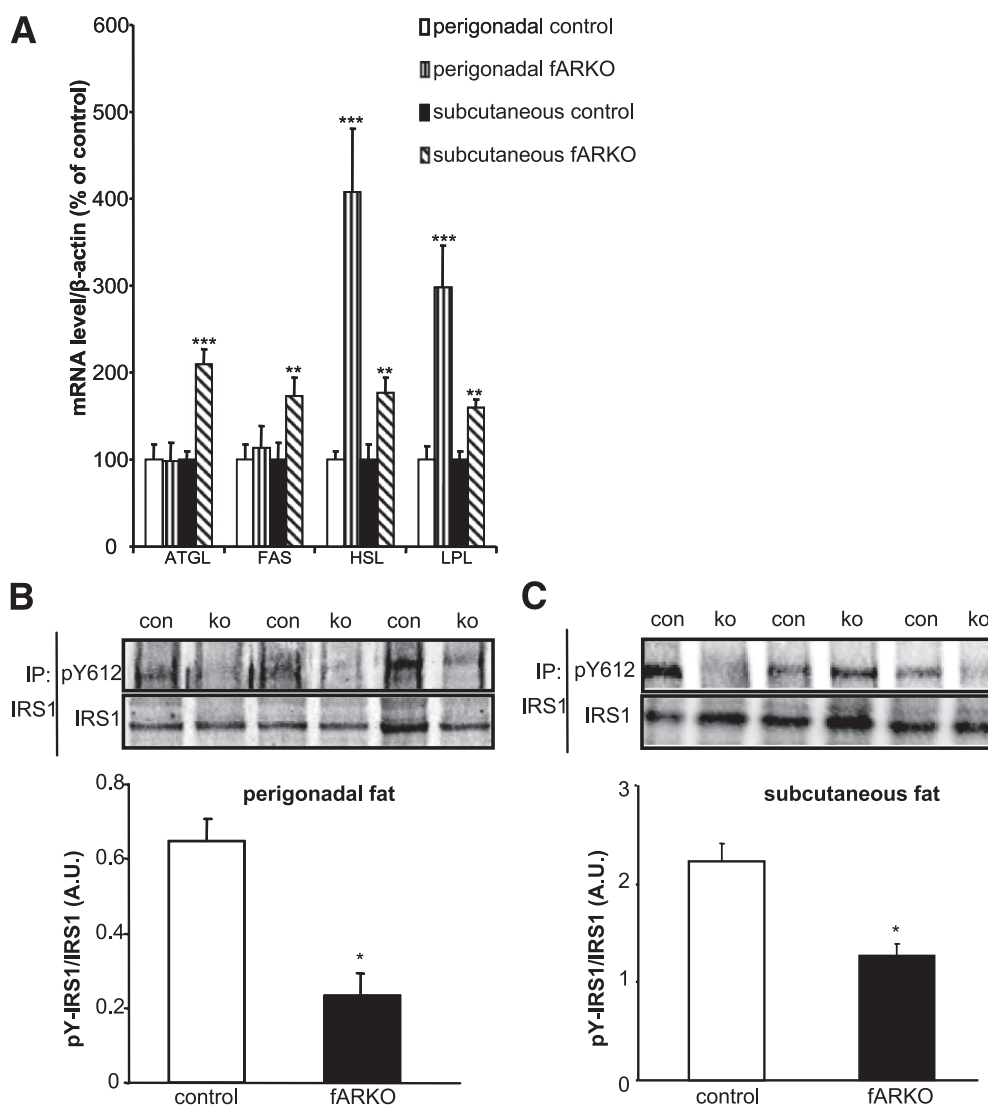 A
600
500
400
300
200
100
0
mRNA level/β-actin (% of control)
perigonadal control
perigonadal fARKO
subcutaneous control
subcutaneous fARKO
***
**
***
**
***
**
ATGL FAS HSL LPL
B
con ko con ko con ko
IP: pY612
IRS1 IRS1
0.8
0.6
0.4
0.2
0
pY-IRS1/IRS1 (A.U.)
perigonadal fat
*
control fARKO
C
con ko con ko con ko
IP: pY612
IRS1 IRS1
3
2
1
0
pY-IRS1/IRS1 (A.U.)
subcutaneous fat
*
control fARKO